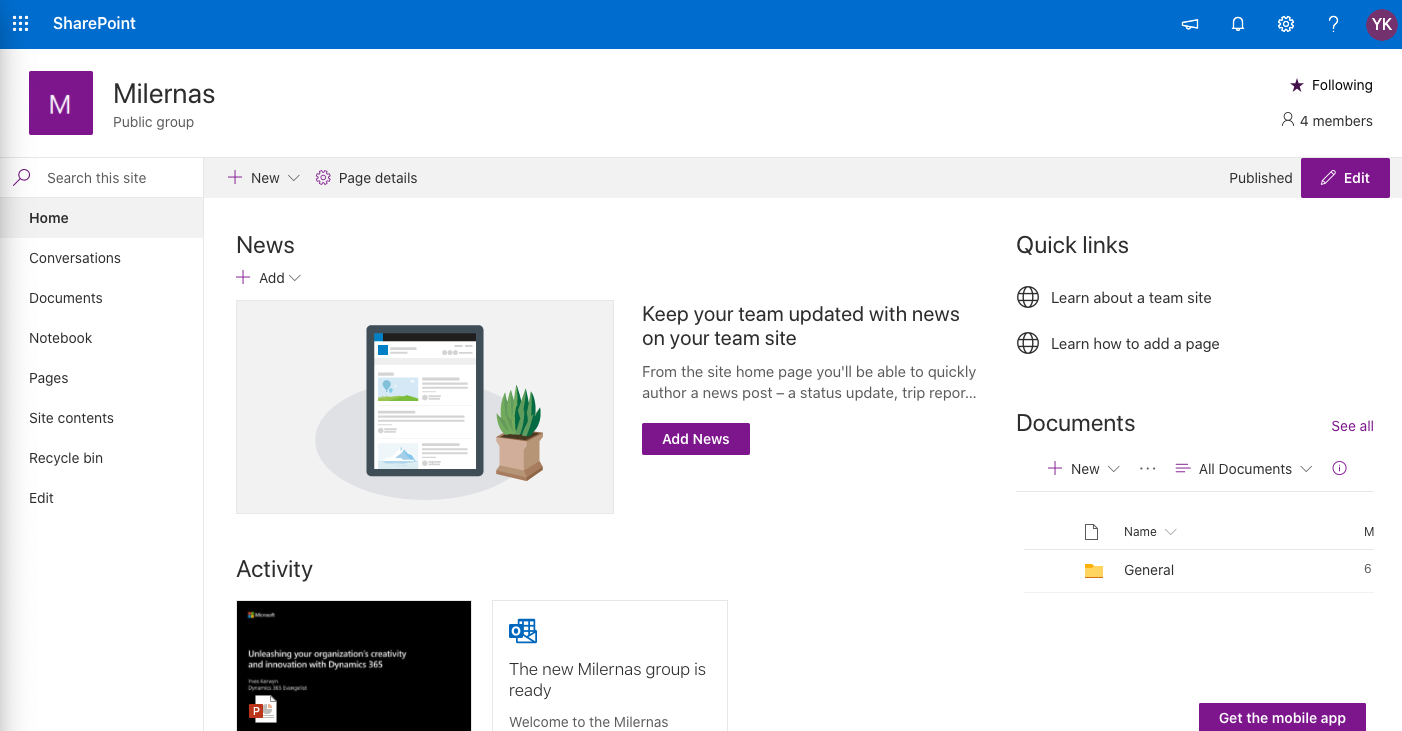 SharePoint
YK
M
Milernas
Public group
Following
4 members
Search this site
New
Page details
Published
Edit
Home
Conversations
Documents
Notebook
Pages
Site contents
Recycle bin
Edit
News
Add
Keep your team updated with news
on your team site
From the site home page you'll be able to quickly
author a news post – a status update, trip repor...
Add News
Quick links
Learn about a team site
Learn how to add a page
Documents
See all
New
All Documents
Name
M
General
6
Activity
Microsoft
Unleashing your organization's creativity
and innovation with Dynamics 365
Yves Kerwyn
Dynamics 365 Evangelist
P
The new Milernas group is
ready
Welcome to the Milernas
Get the mobile app